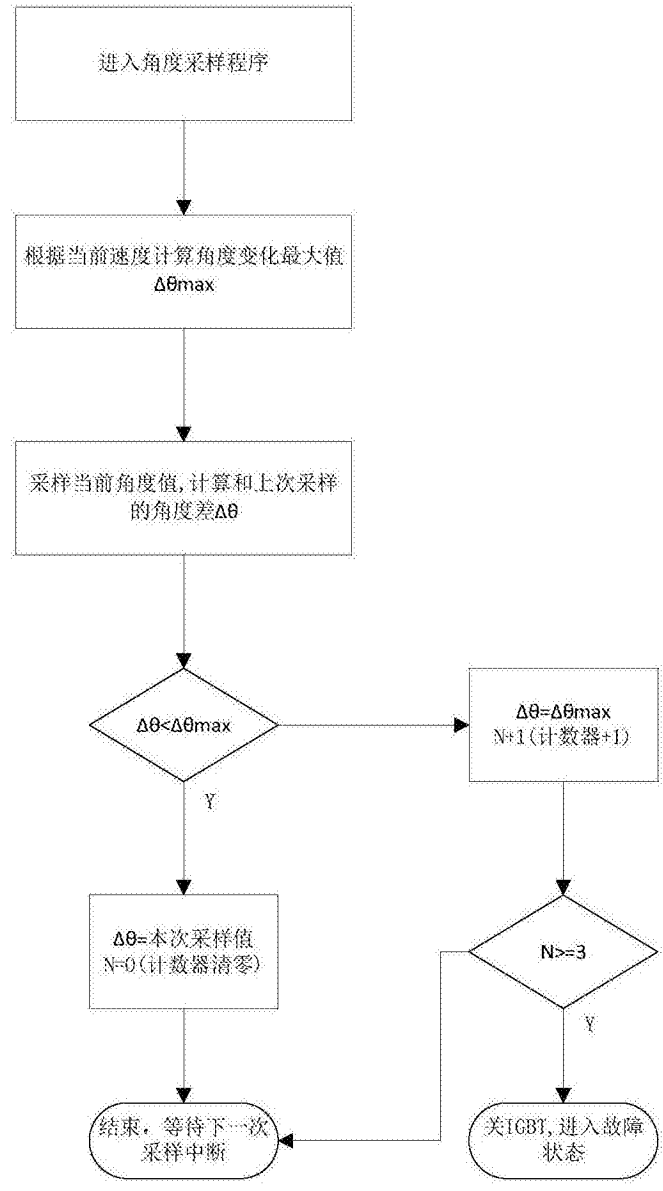 进入角度采样程序
根据当前速度计算角度变化最大值
Δθmax
采样当前角度值,计算和上次采样
的角度差Δθ
Δθ<Δθmax
Δθ=Δθmax
N+1(计数器+1)
Y
Δθ=本次采样值
N=0(计数器清零)
N>=3
Y
结束，等待下一次
采样中断
关IGBT,进入故障
状态